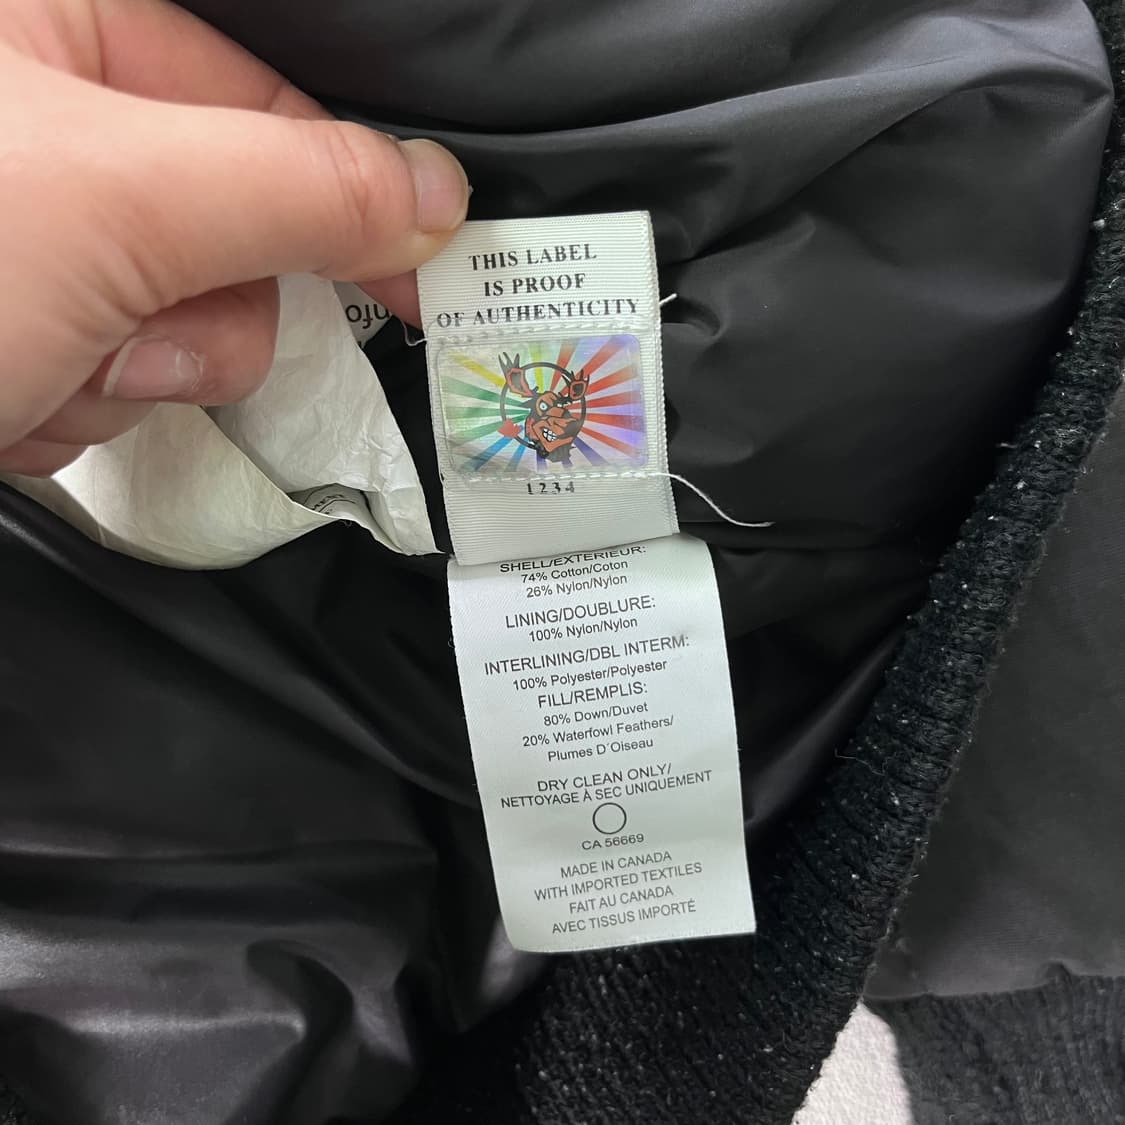 THIS LABEL
IS PROOF
OF AUTHENTICITY
1234
SHELL/EXTERIEUR:
74% Cotton/Coton
26% Nylon/Nylon
LINING/DOUBLURE:
100% Nylon/Nylon
INTERLINING/DBL INTERM:
100% Polyester/Polyester
FILL/REMPLIS:
80% Down/Duvet
20% Waterfowl Feathers/
Plumes D´Oiseau
DRY CLEAN ONLY/
NETTOYAGE À SEC UNIQUEMENT
CA 56669
MADE IN CANADA
WITH IMPORTED TEXTILES
FAIT AU CANADA
AVEC TISSUS IMPORTÉ